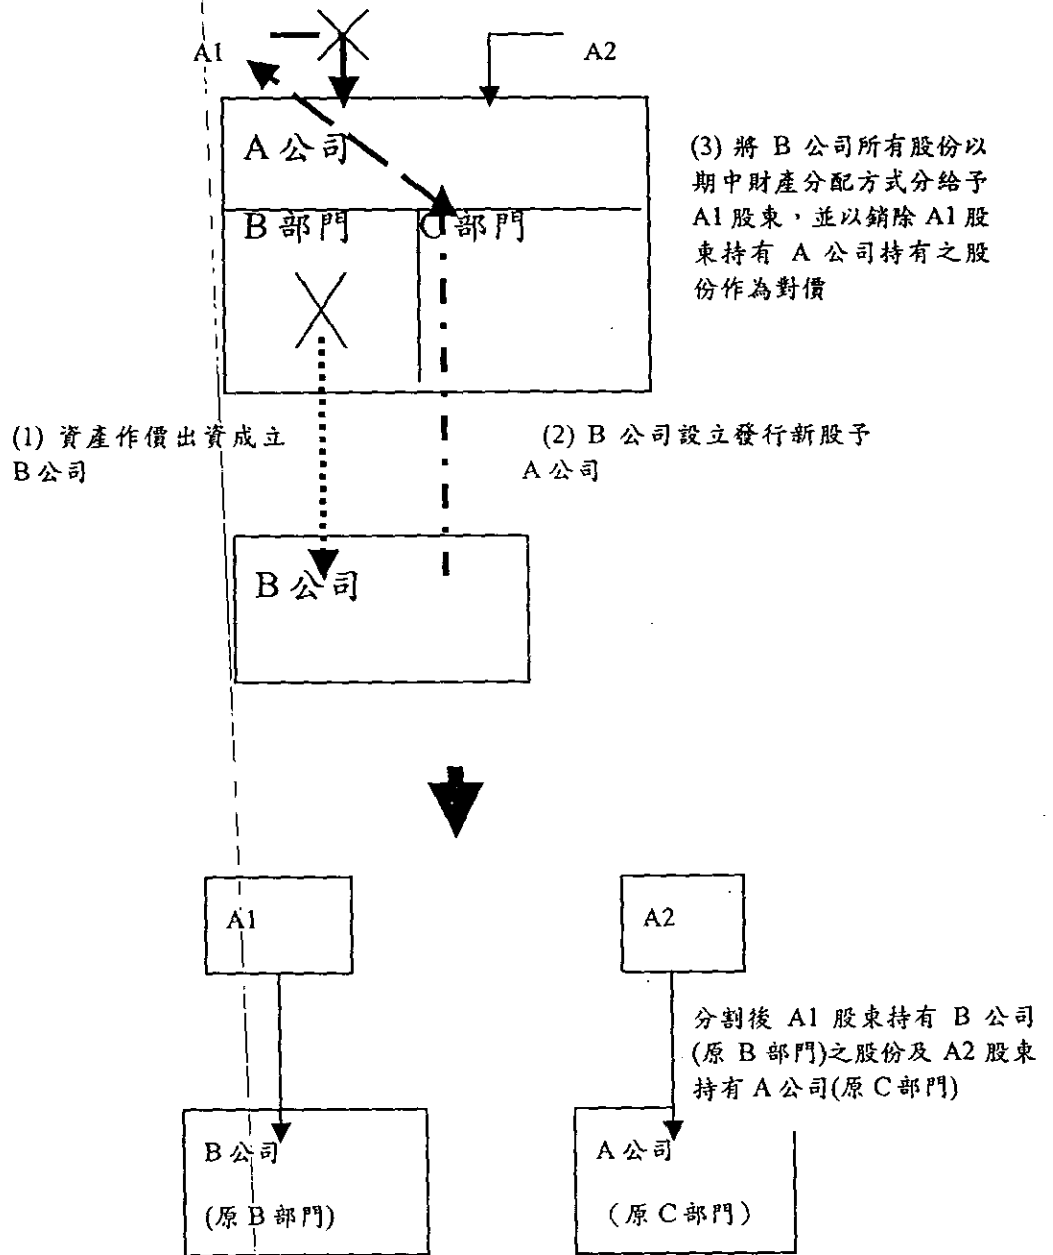 A1
A2
A 公司
B 部門
C 部門
(3) 將 B 公司所有股份以
期中財產分配方式分給予
A1 股東，並以銷除 A1 股
東持有 A 公司持有之股
份作為對價
(1) 資產作價出資成立
B 公司
(2) B 公司設立發行新股予
A 公司
B 公司
A1
A2
分割後 A1 股東持有 B 公司
(原 B 部門)之股份及 A2 股東
持有 A 公司(原 C 部門)
B 公司
(原 B 部門)
A 公司
（原 C 部門）